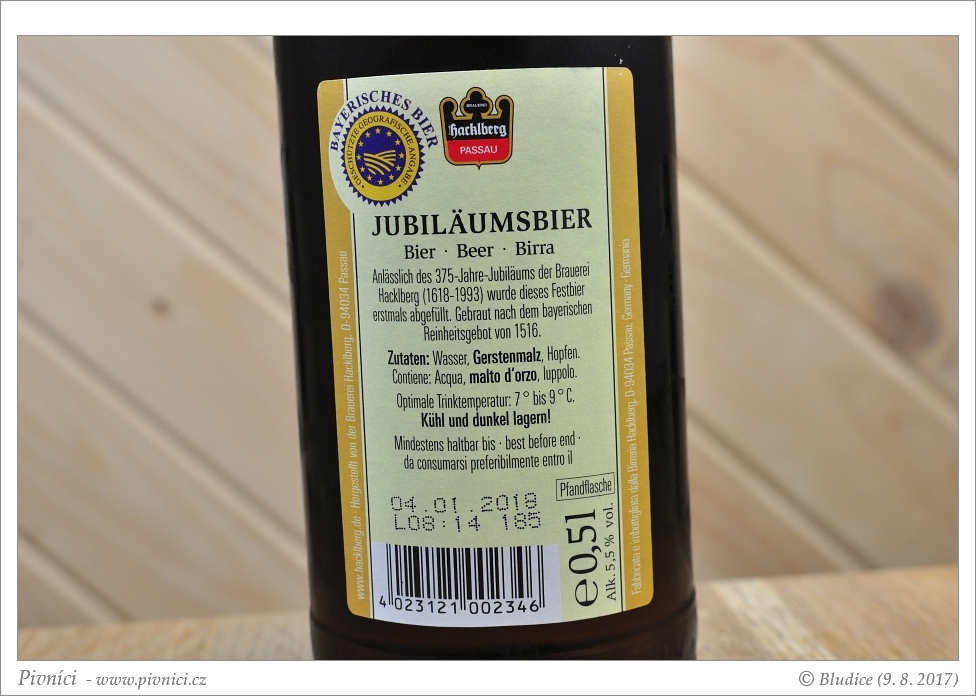 BAYERISCHES BIER
GESCHÜTZTE GEOGRAFISCHE ANGABE
BRAUEREI
Hacklberg
PASSAU
JUBILÄUMSBIER
Bier · Beer · Birra
Anlässlich des 375-Jahre-Jubiläums der Brauerei
Hacklberg (1618-1993) wurde dieses Festbier
erstmals abgefüllt. Gebraut nach dem bayerischen
Reinheitsgebot von 1516.
Zutaten: Wasser, Gerstenmalz, Hopfen.
Contiene: Acqua, malto d'orzo, luppolo.
Optimale Trinktemperatur: 7° bis 9° C.
Kühl und dunkel lagern!
Mindestens haltbar bis · best before end ·
da consumarsi preferibilmente entro il
04.01.2018
L08:14 185
Pfandflasche
e 0,5l
Alk. 5,5 % vol.
4 023121 002346
www.hacklberg.de · Hergestellt von der Brauerei Hacklberg, D-94034 Passau
Fabbricata e imbottigliata dalla Birraria Hacklberg, D-94034 Passau, Germany · Germania
Pivníci - www.pivnici.cz
© Bludice (9. 8. 2017)